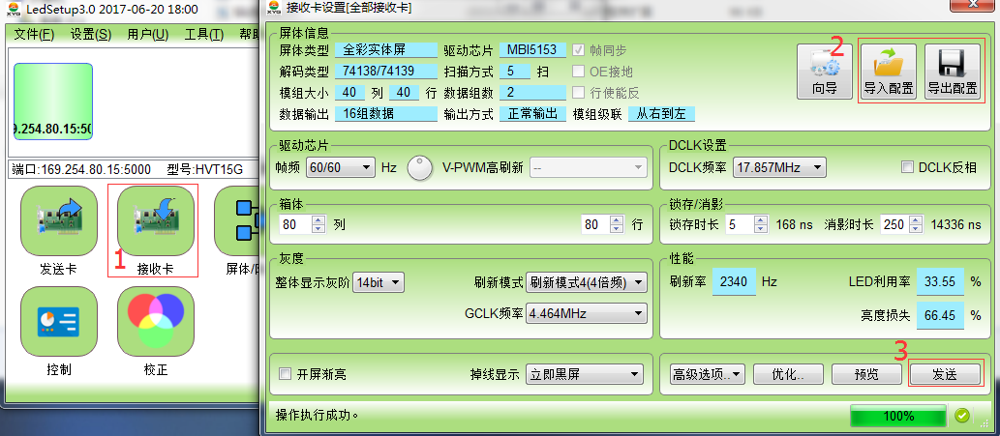 LedSetup3.0 2017-06-20 18:00
文件(F) 设置(S) 用户(U) 工具(T) 帮助
.254.80.15:50
端口:169.254.80.15:5000 型号:HVT15G
1
发送卡 接收卡 屏体/
控制 校正
接收卡设置[全部接收卡]
屏体信息
屏体类型 全彩实体屏 驱动芯片 MBI5153 帧同步
解码类型 74138/74139 扫描方式 5 扫 OE接地
模组大小 40 列 40 行 数据组数 2 行使能反
数据输出 16组数据 输出方式 正常输出 模组级联 从右到左
2
向导 导入配置 导出配置
驱动芯片
帧频 60/60 Hz V-PWM高刷新 --
DCLK设置
DCLK频率 17.857MHz DCLK反相
箱体
80 列 80 行
锁存/消影
锁存时长 5 168 ns 消影时长 250 14336 ns
灰度
整体显示灰阶 14bit 刷新模式 刷新模式4(4倍频)
GCLK频率 4.464MHz
性能
刷新率 2340 Hz LED利用率 33.55 %
亮度损失 66.45 %
3
开屏渐亮 掉线显示 立即黑屏
高级选项.. 优化.. 预览 发送
操作执行成功。 100%